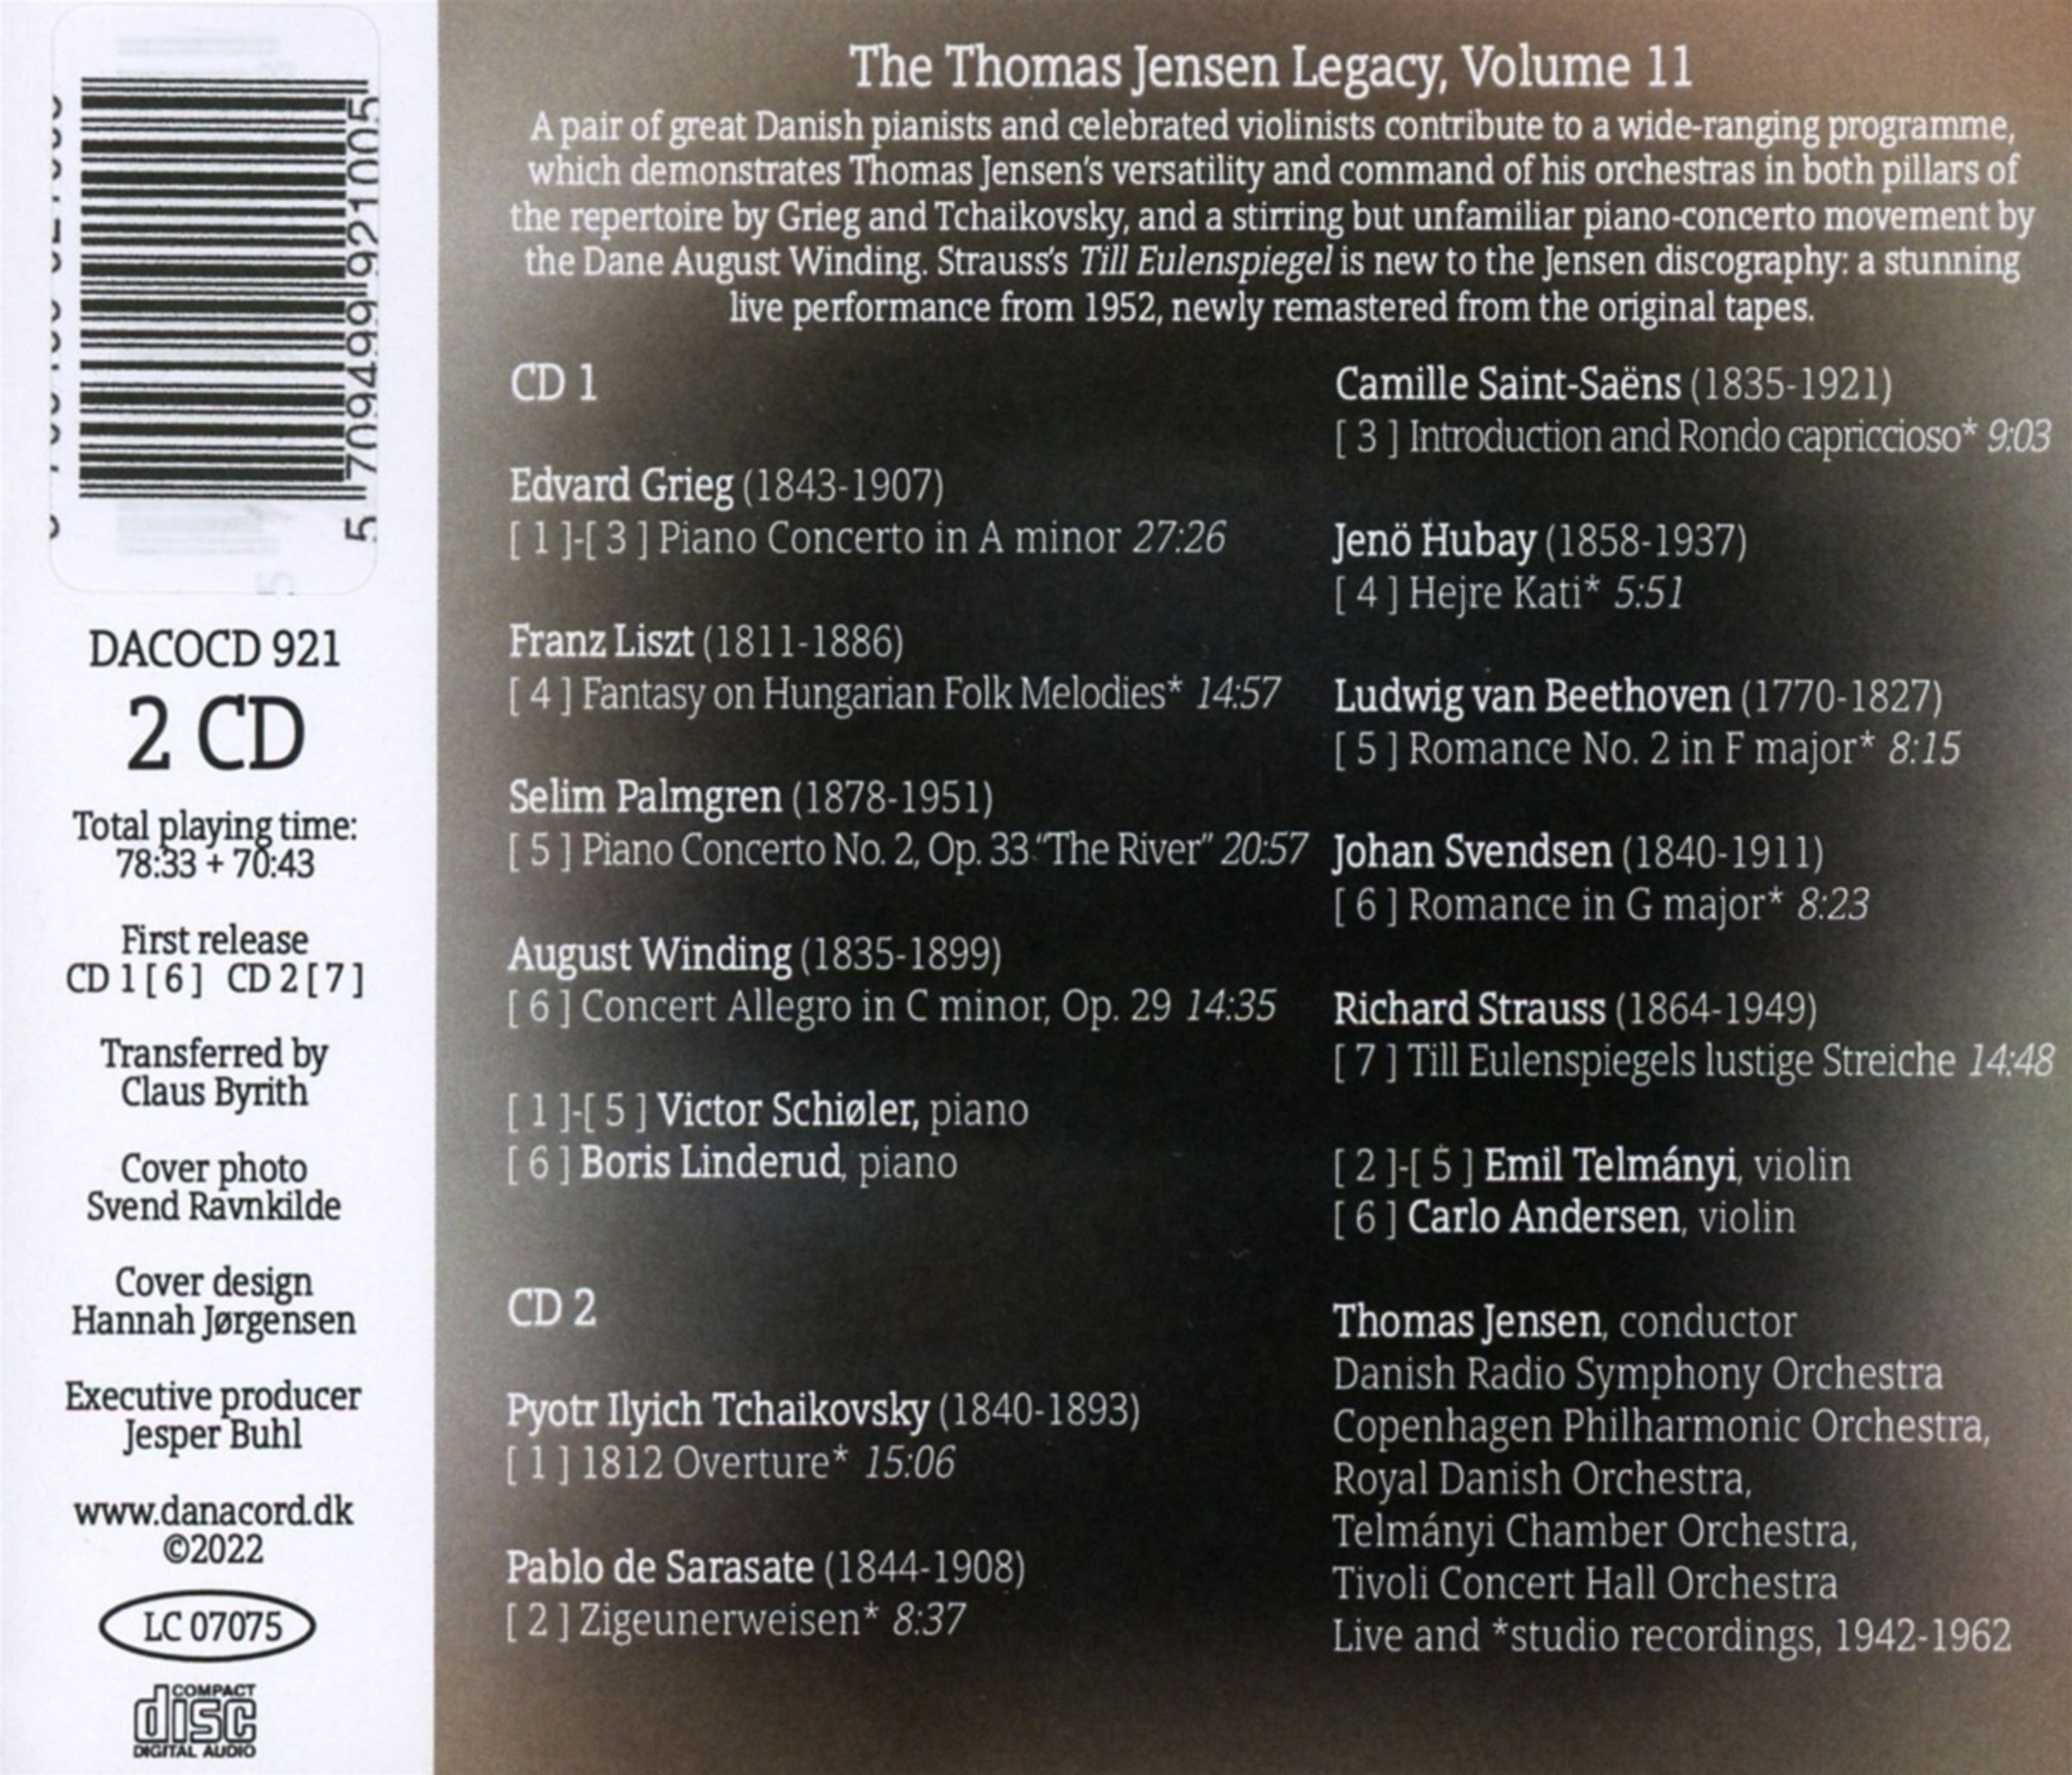 5 709499 921005
DACOCD 921
2 CD
Total playing time:
78:33 + 70:43
First release
CD 1 [ 6 ] CD 2 [ 7 ]
Transferred by
Claus Byrith
Cover photo
Svend Ravnkilde
Cover design
Hannah Jørgensen
Executive producer
Jesper Buhl
www.danacord.dk
©2022
LC 07075
COMPACT
disc
DIGITAL AUDIO
The Thomas Jensen Legacy, Volume 11
A pair of great Danish pianists and celebrated violinists contribute to a wide-ranging programme,
which demonstrates Thomas Jensen's versatility and command of his orchestras in both pillars of
the repertoire by Grieg and Tchaikovsky, and a stirring but unfamiliar piano-concerto movement by
the Dane August Winding. Strauss's Till Eulenspiegel is new to the Jensen discography: a stunning
live performance from 1952, newly remastered from the original tapes.
CD 1
Edvard Grieg (1843-1907)
[ 1 ]-[ 3 ] Piano Concerto in A minor 27:26
Franz Liszt (1811-1886)
[ 4 ] Fantasy on Hungarian Folk Melodies* 14:57
Selim Palmgren (1878-1951)
[ 5 ] Piano Concerto No. 2, Op. 33 "The River" 20:57
August Winding (1835-1899)
[ 6 ] Concert Allegro in C minor, Op. 29 14:35
[ 1 ]-[ 5 ] Victor Schiøler, piano
[ 6 ] Boris Linderud, piano
CD 2
Pyotr Ilyich Tchaikovsky (1840-1893)
[ 1 ] 1812 Overture* 15:06
Pablo de Sarasate (1844-1908)
[ 2 ] Zigeunerweisen* 8:37
Camille Saint-Saëns (1835-1921)
[ 3 ] Introduction and Rondo capriccioso* 9:03
Jenö Hubay (1858-1937)
[ 4 ] Hejre Kati* 5:51
Ludwig van Beethoven (1770-1827)
[ 5 ] Romance No. 2 in F major* 8:15
Johan Svendsen (1840-1911)
[ 6 ] Romance in G major* 8:23
Richard Strauss (1864-1949)
[ 7 ] Till Eulenspiegels lustige Streiche 14:48
[ 2 ]-[ 5 ] Emil Telmányi, violin
[ 6 ] Carlo Andersen, violin
Thomas Jensen, conductor
Danish Radio Symphony Orchestra
Copenhagen Philharmonic Orchestra,
Royal Danish Orchestra,
Telmányi Chamber Orchestra,
Tivoli Concert Hall Orchestra
Live and *studio recordings, 1942-1962